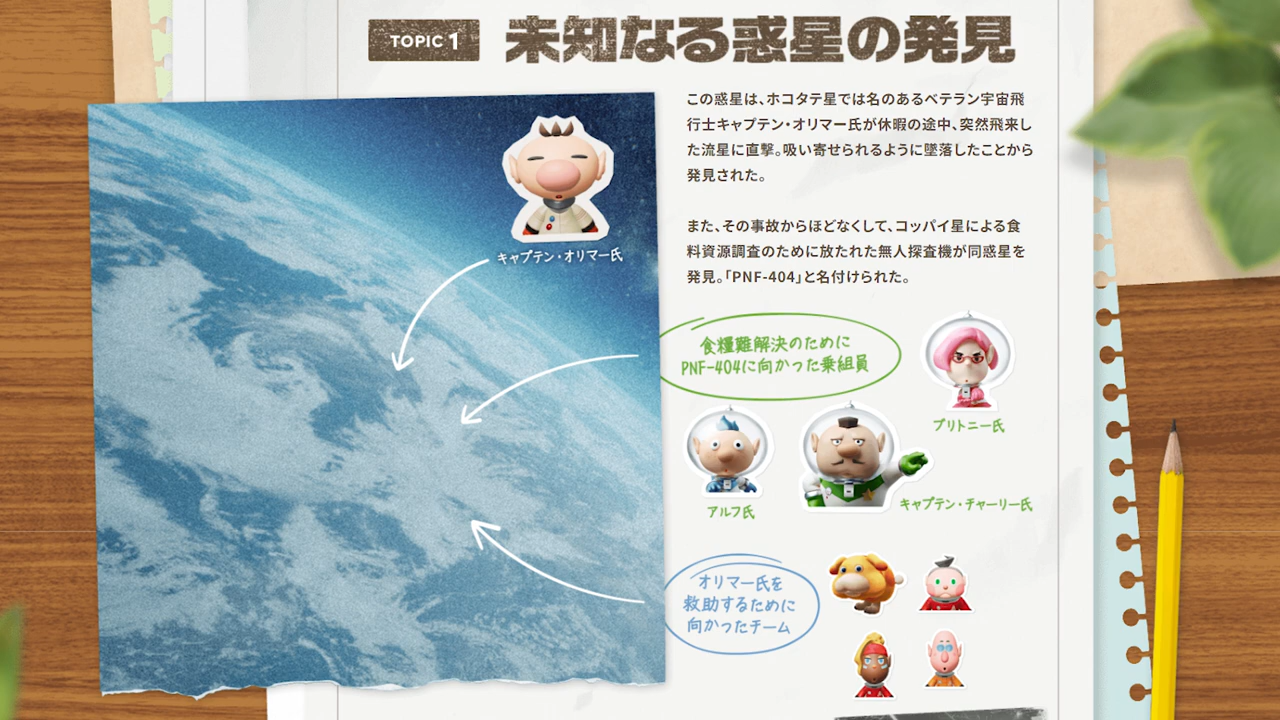 TOPIC 1 未知なる惑星の発見
この惑星は、ホコタテ星では名のあるベテラン宇宙飛
行士キャプテン・オリマー氏が休暇の途中、突然飛来し
た流星に直撃。吸い寄せられるように墜落したことから
発見された。
また、その事故からほどなくして、コッパイ星による食
料資源調査のために放たれた無人探査機が同惑星を
発見。「PNF-404」と名付けられた。
キャプテン・オリマー氏
食糧難解決のために
PNF-404に向かった乗組員
ブリトニー氏
アルフ氏
キャプテン・チャーリー氏
オリマー氏を
救助するために
向かったチーム